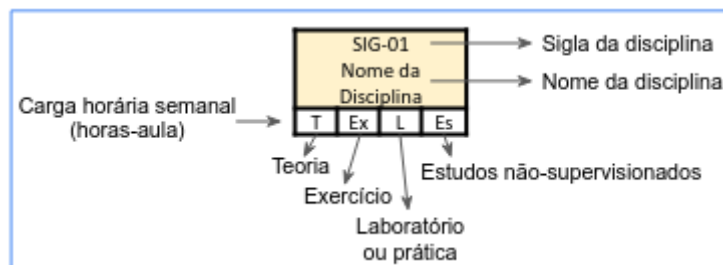 SIG-01
Sigla da disciplina
Nome da
Disciplina
Nome da disciplina
Carga horária semanal
(horas-aula)
T Ex L Es
Teoria
Estudos não-supervisionados
Exercício
Laboratório
ou prática